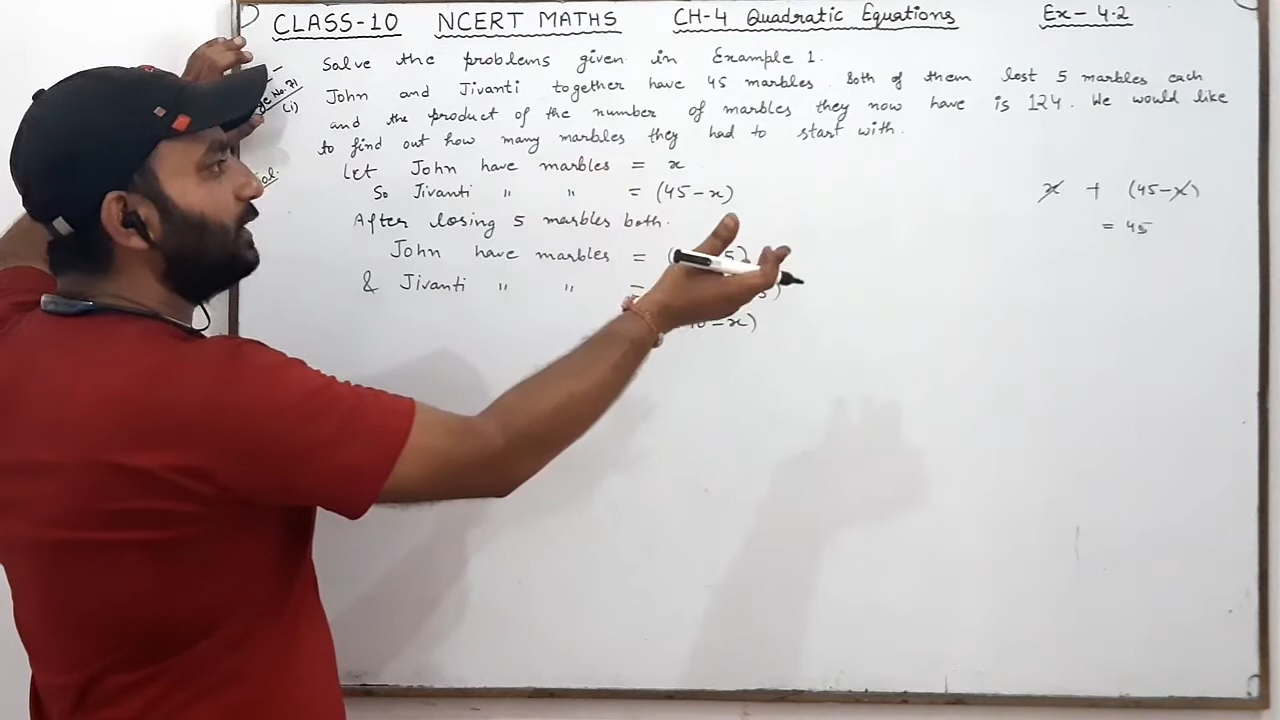 CLASS-10 NCERT MATHS CH-4 Quadratic Equations Ex-4.2
Solve the problems given in Example 1.
John and Jivanti together have 45 marbles. Both of them lost 5 marbles each
(i) and the product of the number of marbles they now have is 124. We would like
to find out how many marbles they had to start with.
Let John have marbles = x
So Jivanti " " = (45-x)
x + (45-x)
= 45
After losing 5 marbles both.
John have marbles = ( 5)
& Jivanti " " = 5)
-x)